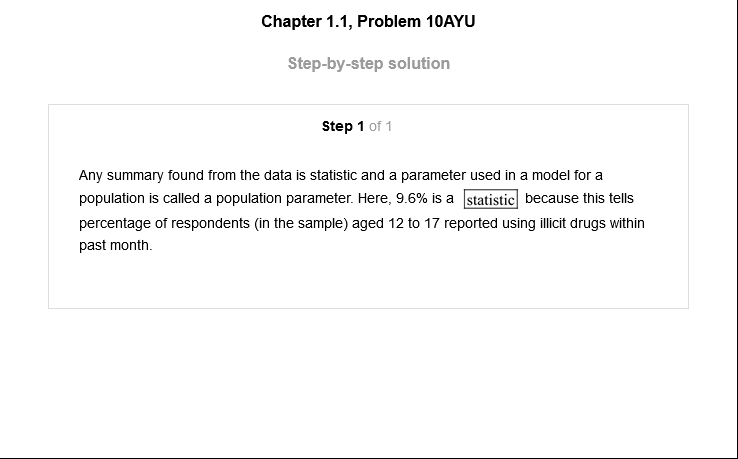 Chapter 1.1, Problem 10AYU
Step-by-step solution
Step 1 of 1
Any summary found from the data is statistic and a parameter used in a model for a
population is called a population parameter. Here, 9.6% is a statistic because this tells
percentage of respondents (in the sample) aged 12 to 17 reported using illicit drugs within
past month.